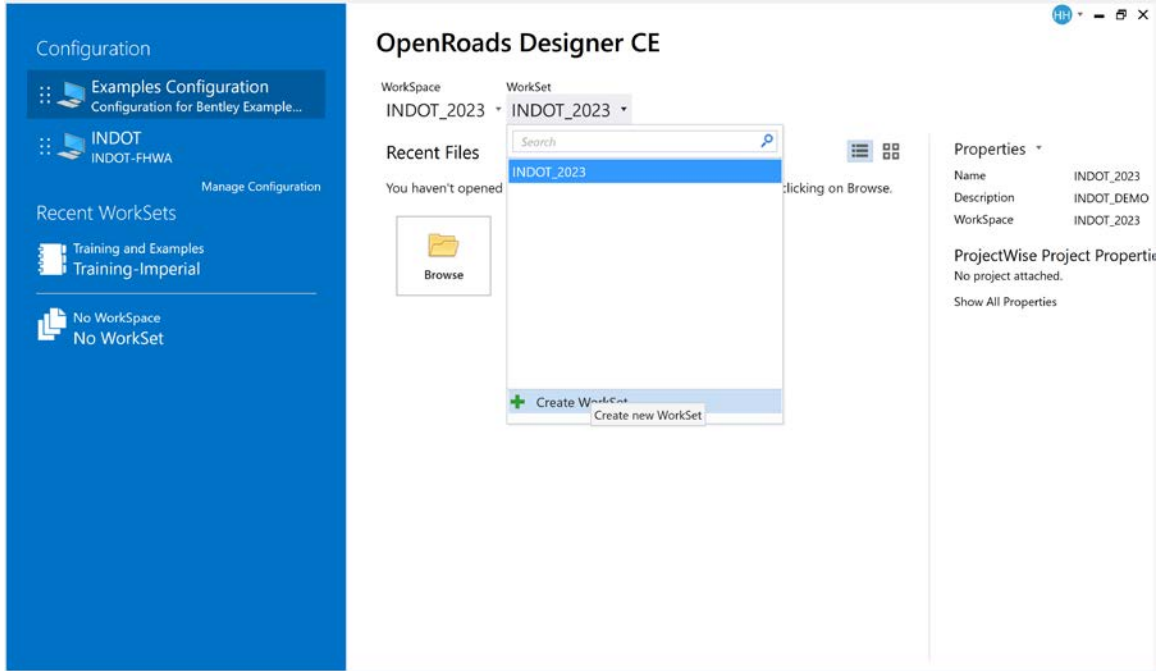 HH
Configuration
Examples Configuration
Configuration for Bentley Example...
INDOT
INDOT-FHWA
Manage Configuration
Recent WorkSets
Training and Examples
Training-Imperial
No WorkSpace
No WorkSet
OpenRoads Designer CE
WorkSpace WorkSet
INDOT_2023 INDOT_2023
Search
INDOT_2023
Create WorkSet
Create new WorkSet
Recent Files
You haven't opened clicking on Browse.
Browse
Properties
Name INDOT_2023
Description INDOT_DEMO
WorkSpace INDOT_2023
ProjectWise Project Propertie
No project attached.
Show All Properties